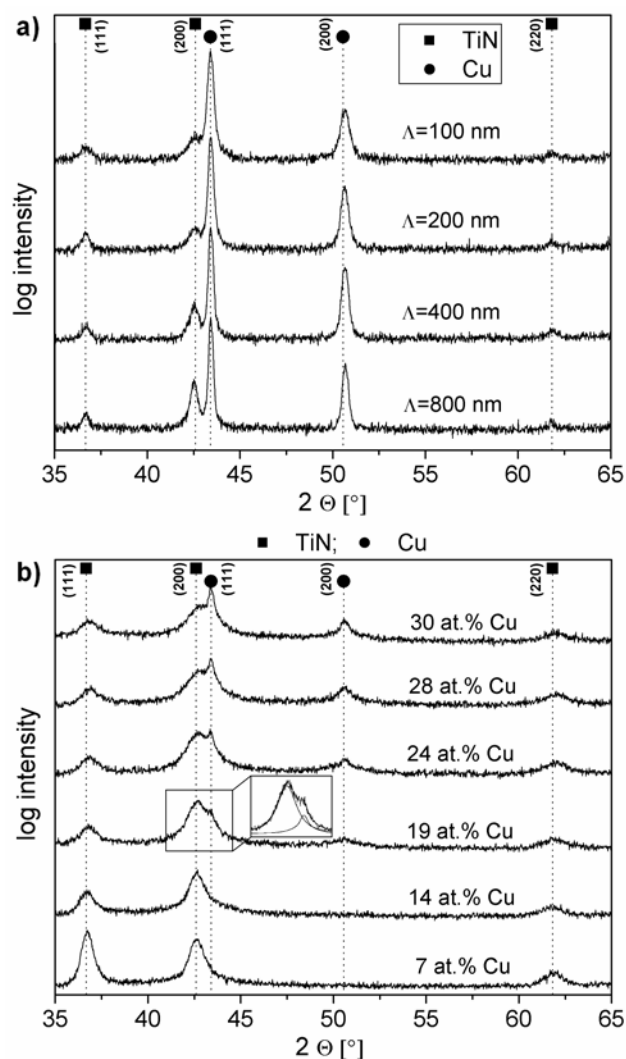 a)
(111)
(200)
(111)
(200)
(220)
■ TiN
● Cu
Λ=100 nm
Λ=200 nm
Λ=400 nm
Λ=800 nm
log intensity
35 40 45 50 55 60 65
2 Θ [°]
■ TiN; ● Cu
b)
(111)
(200)
(111)
(200)
(220)
30 at.% Cu
28 at.% Cu
24 at.% Cu
19 at.% Cu
14 at.% Cu
7 at.% Cu
log intensity
35 40 45 50 55 60 65
2 Θ [°]